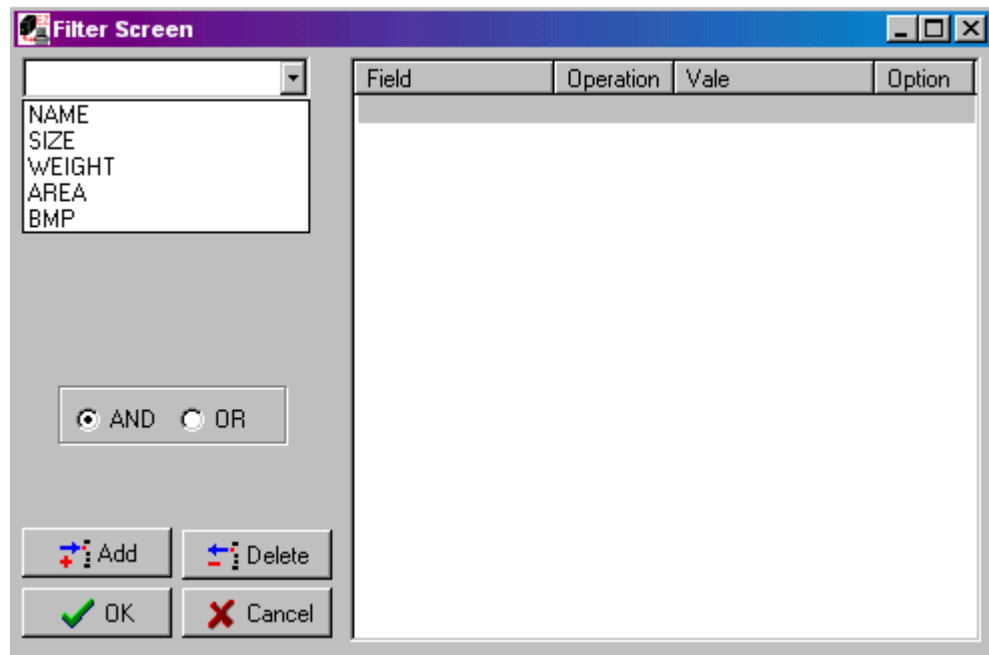 Filter Screen
Field Operation Vale Option
NAME
SIZE
WEIGHT
AREA
BMP
AND OR
Add Delete
OK Cancel